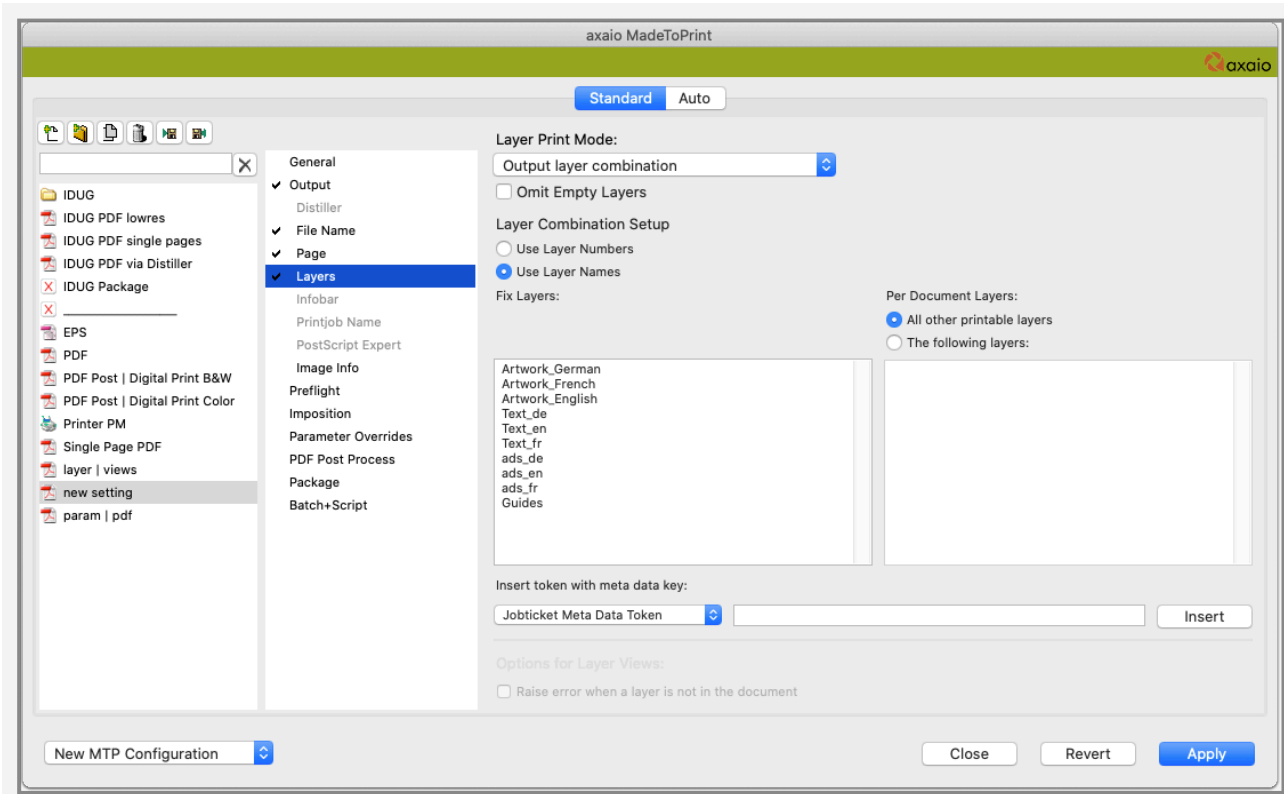 axaio MadeToPrint
axaio
Standard Auto
General
Output
Distiller
File Name
Page
Layers
Infobar
Printjob Name
PostScript Expert
Image Info
Preflight
Imposition
Parameter Overrides
PDF Post Process
Package
Batch+Script
IDUG
IDUG PDF lowres
IDUG PDF single pages
IDUG PDF via Distiller
IDUG Package
_________________
EPS
PDF
PDF Post | Digital Print B&W
PDF Post | Digital Print Color
Printer PM
Single Page PDF
layer | views
new setting
param | pdf
Layer Print Mode:
Output layer combination
Omit Empty Layers
Layer Combination Setup
Use Layer Numbers
Use Layer Names
Fix Layers:
Artwork_German
Artwork_French
Artwork_English
Text_de
Text_en
Text_fr
ads_de
ads_en
ads_fr
Guides
Per Document Layers:
All other printable layers
The following layers:
Insert token with meta data key:
Jobticket Meta Data Token
Insert
Options for Layer Views:
Raise error when a layer is not in the document
New MTP Configuration
Close
Revert
Apply